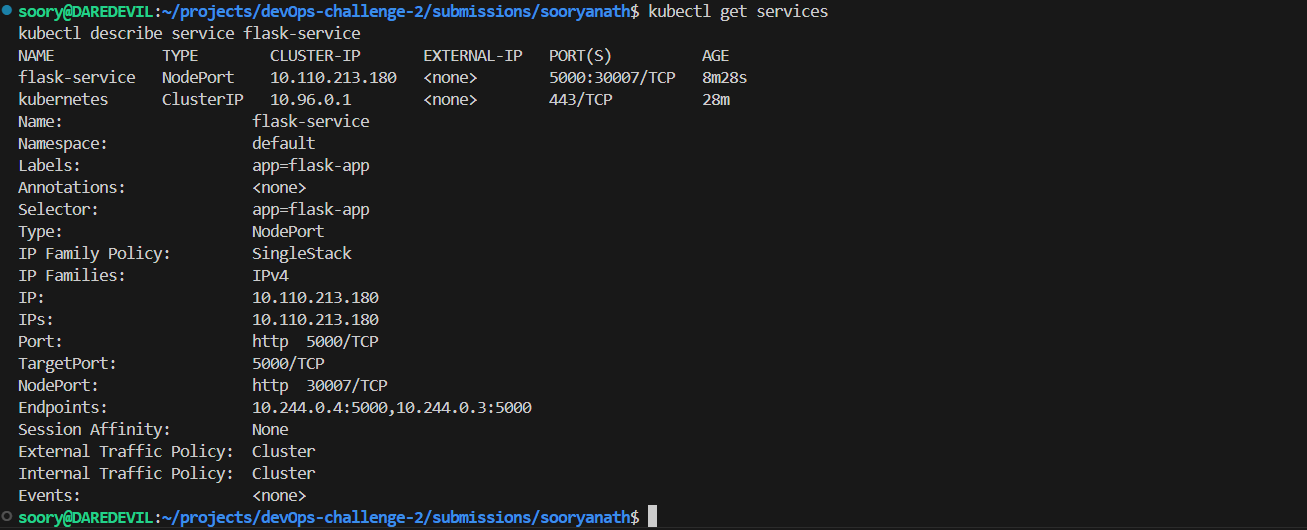 soory@DAREDEVIL:~/projects/devOps-challenge-2/submissions/sooryanath$ kubectl get services
kubectl describe service flask-service
NAME            TYPE        CLUSTER-IP       EXTERNAL-IP   PORT(S)          AGE
flask-service   NodePort    10.110.213.180   <none>        5000:30007/TCP   8m28s
kubernetes      ClusterIP   10.96.0.1        <none>        443/TCP          28m
Name:                     flask-service
Namespace:                default
Labels:                   app=flask-app
Annotations:              <none>
Selector:                 app=flask-app
Type:                     NodePort
IP Family Policy:         SingleStack
IP Families:              IPv4
IP:                       10.110.213.180
IPs:                      10.110.213.180
Port:                     http  5000/TCP
TargetPort:               5000/TCP
NodePort:                 http  30007/TCP
Endpoints:                10.244.0.4:5000,10.244.0.3:5000
Session Affinity:         None
External Traffic Policy:  Cluster
Internal Traffic Policy:  Cluster
Events:                   <none>
soory@DAREDEVIL:~/projects/devOps-challenge-2/submissions/sooryanath$